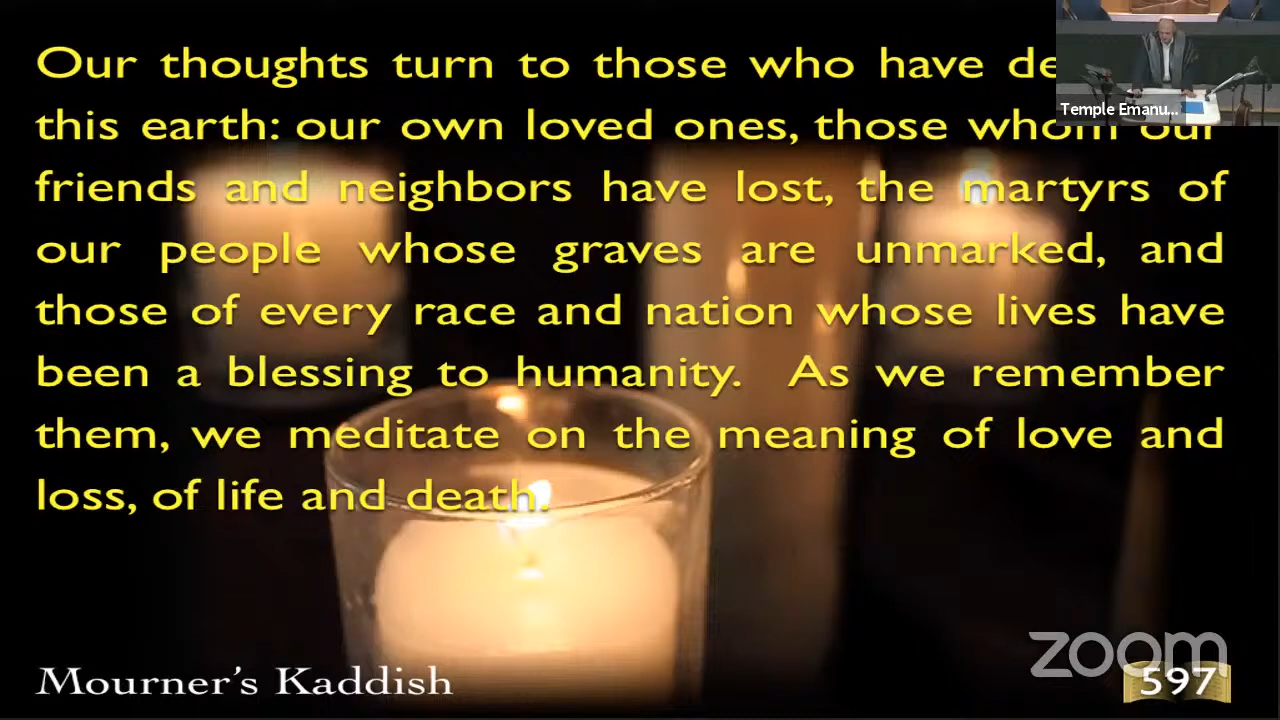 Our thoughts turn to those who have
this earth: our own loved ones, those whom our
friends and neighbors have lost, the martyrs of
our people whose graves are unmarked, and
those of every race and nation whose lives have
been a blessing to humanity. As we remember
them, we meditate on the meaning of love and
loss, of life and death.
Temple Emanu...
Mourner's Kaddish
zoom
597